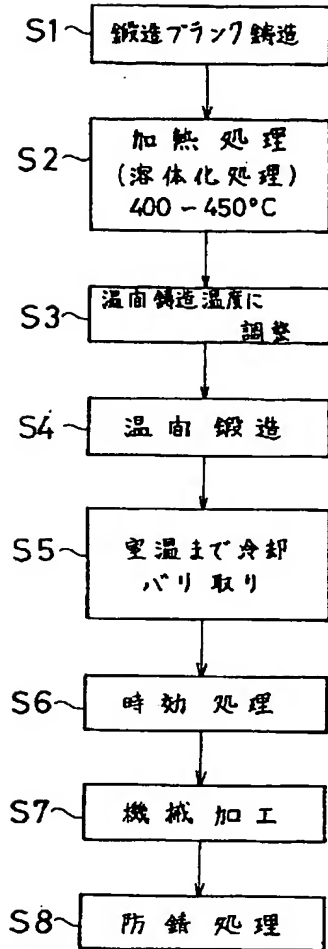 S1 鍛造ブランク鋳造
S2 加熱処理
(溶体化処理)
400-450°C
S3 温間鋳造温度に
調整
S4 温間鍛造
S5 室温まで冷却
バリ取り
S6 時効処理
S7 機械加工
S8 防錆処理